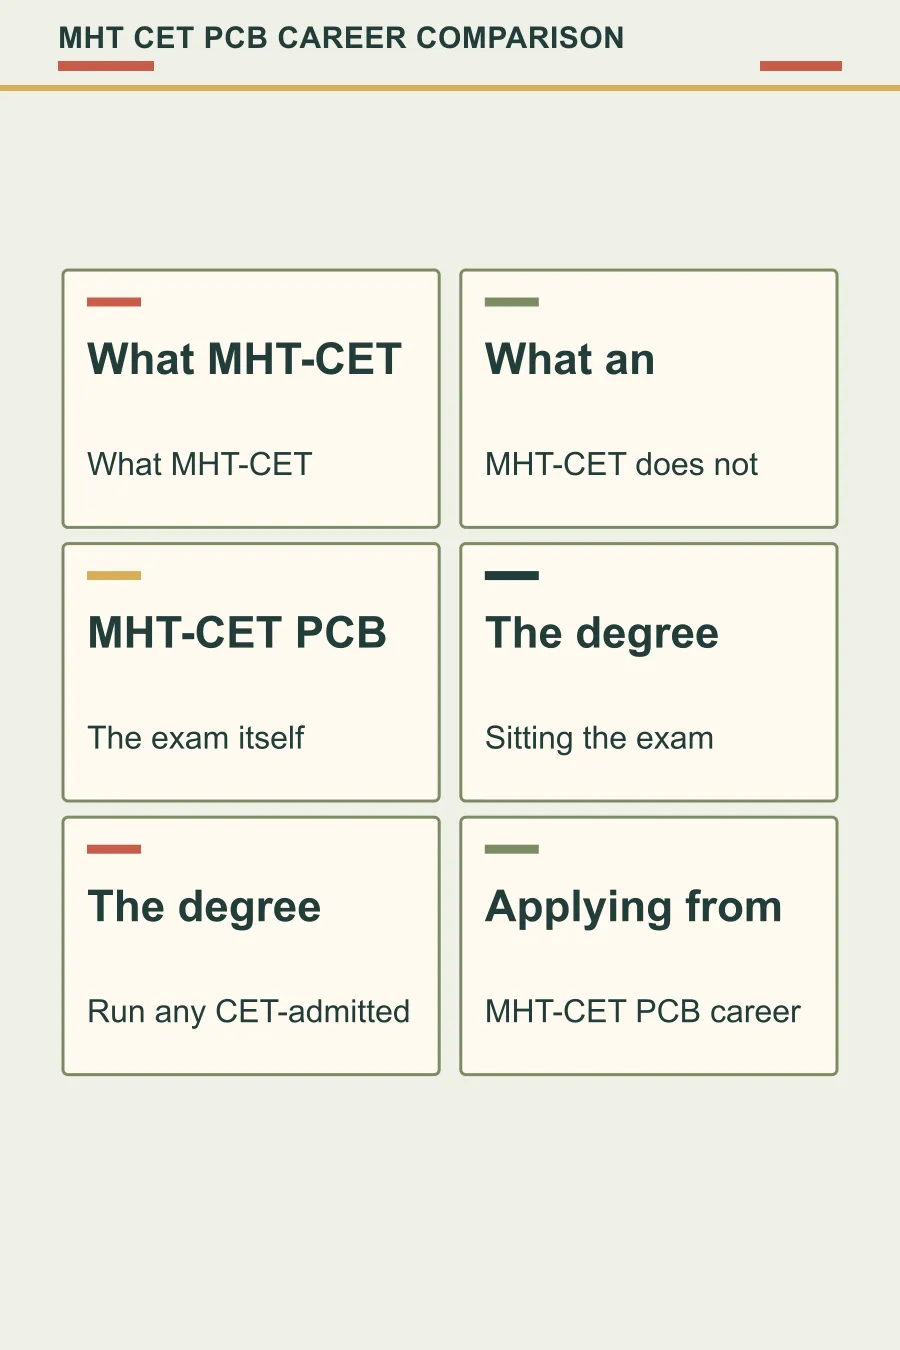 MHT CET PCB CAREER COMPARISON
What MHT-CET
What MHT-CET
What an
MHT-CET does not
MHT-CET PCB
The exam itself
The degree
Sitting the exam
The degree
Run any CET-admitted
Applying from
MHT-CET PCB career